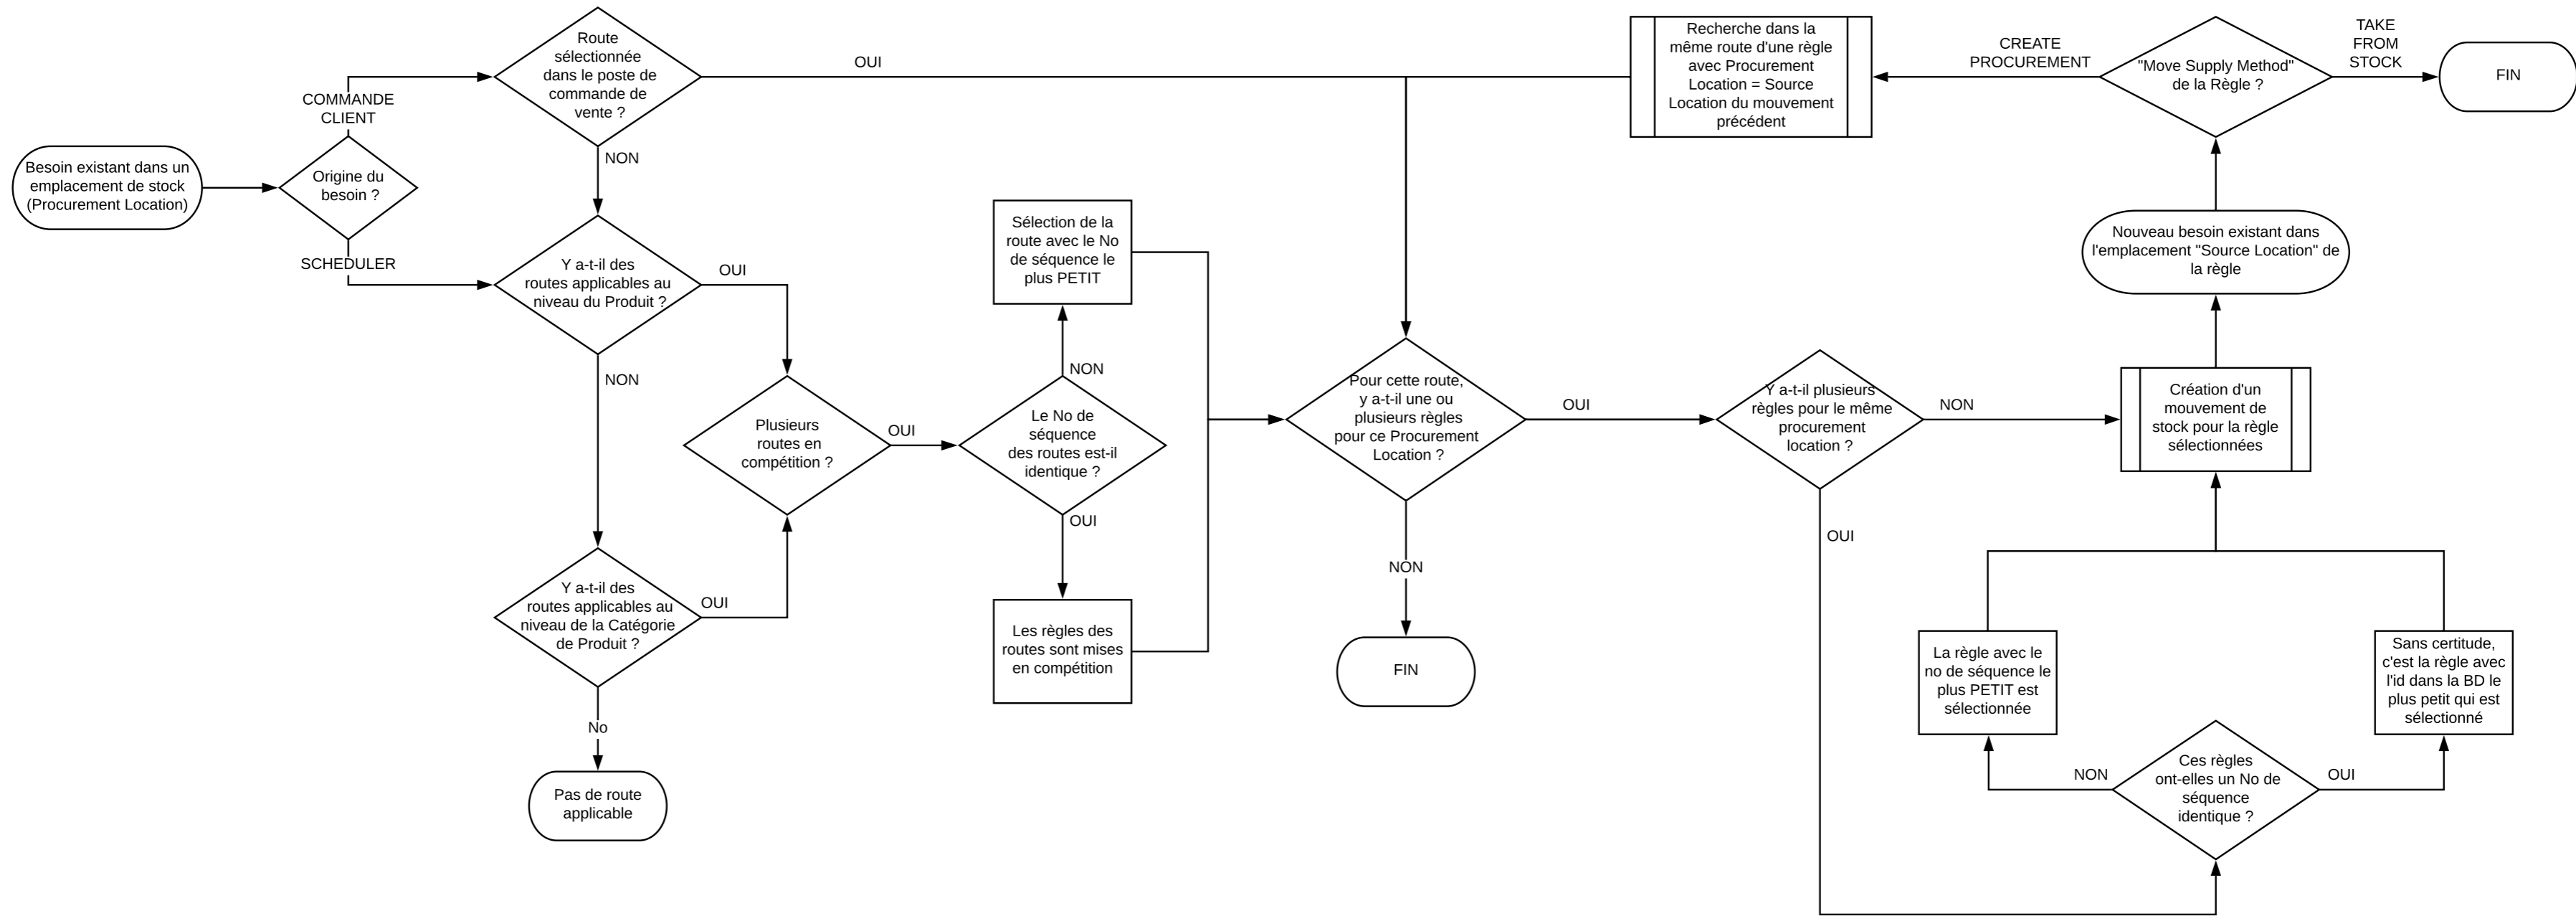 Besoin existant dans un
emplacement de stock
(Procurement Location)
Origine du
besoin ?
COMMANDE
CLIENT
SCHEDULER
Route
sélectionnée
dans le poste de
commande de
vente ?
OUI
NON
Y a-t-il des
routes applicables au
niveau du Produit ?
OUI
NON
Y a-t-il des
routes applicables au
niveau de la Catégorie
de Produit ?
OUI
No
Pas de route
applicable
Plusieurs
routes en
compétition ?
OUI
Le No de
séquence
des routes est-il
identique ?
NON
OUI
Sélection de la
route avec le No
de séquence le
plus PETIT
Les règles des
routes sont mises
en compétition
Pour cette route,
y a-t-il une ou
plusieurs règles
pour ce Procurement
Location ?
OUI
NON
FIN
Y a-t-il plusieurs
règles pour le même
procurement
location ?
NON
OUI
Ces règles
ont-elles un No de
séquence
identique ?
NON
OUI
La règle avec le
no de séquence le
plus PETIT est
sélectionnée
Sans certitude,
c'est la règle avec
l'id dans la BD le
plus petit qui est
sélectionné
Création d'un
mouvement de
stock pour la règle
sélectionnées
Nouveau besoin existant dans
l'emplacement "Source Location" de
la règle
"Move Supply Method"
de la Règle ?
CREATE
PROCUREMENT
TAKE
FROM
STOCK
FIN
Recherche dans la
même route d'une règle
avec Procurement
Location = Source
Location du mouvement
précédent